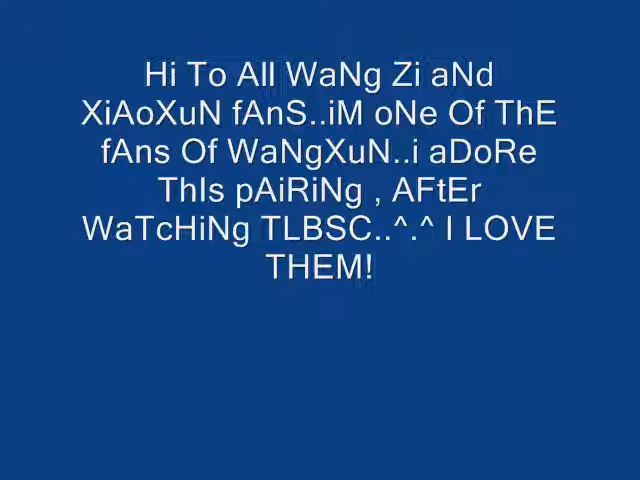 Hi To All WaNg Zi aNd
XiAoXuN fAnS..iM oNe Of ThE
fAns Of WaNgXuN..i aDoRe
ThIs pAiRiNg , AFtEr
WaTcHiNg TLBSC..^.^ I LOVE
THEM!